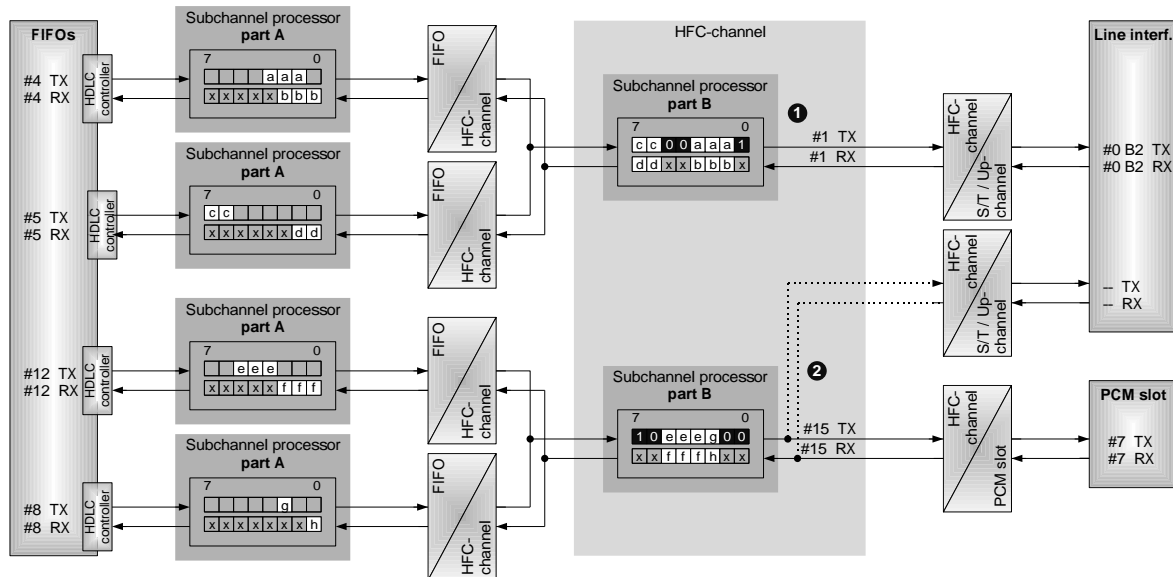 FIFOs
#4 TX
#4 RX
#5 TX
#5 RX
#12 TX
#12 RX
#8 TX
#8 RX
HDLC
controller
HDLC
controller
HDLC
controller
HDLC
controller
Subchannel processor
part A
7 0
a a a
x x x x x b b b
Subchannel processor
part A
7 0
c c
x x x x x x d d
Subchannel processor
part A
7 0
e e e
x x x x x f f f
Subchannel processor
part A
7 0
g
x x x x x x x h
FIFO
HFC-
channel
FIFO
HFC-
channel
FIFO
HFC-
channel
FIFO
HFC-
channel
HFC-channel
Subchannel processor
part B
7 0
c c 0 0 a a a 1
d d x x b b b x
1
#1 TX
#1 RX
Subchannel processor
part B
7 0
1 0 e e e g 0 0
x x f f f h x x
2
#15 TX
#15 RX
HFC-
channel
S/T / Up-
channel
HFC-
channel
S/T / Up-
channel
HFC-
channel
PCM slot
Line interf.
#0 B2 TX
#0 B2 RX
-- TX
-- RX
PCM slot
#7 TX
#7 RX